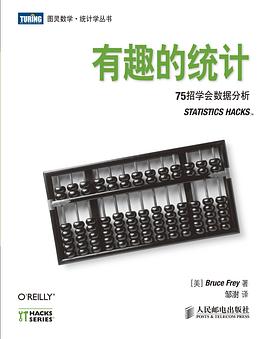 TURING
图灵数学·统计学丛书
有趣的统计
75招学会数据分析
STATISTICS HACKS™
[美] Bruce Frey 著
邹澍 译
O'REILLY®
HACKS
SERIES
人民邮电出版社
POSTS & TELECOM PRESS